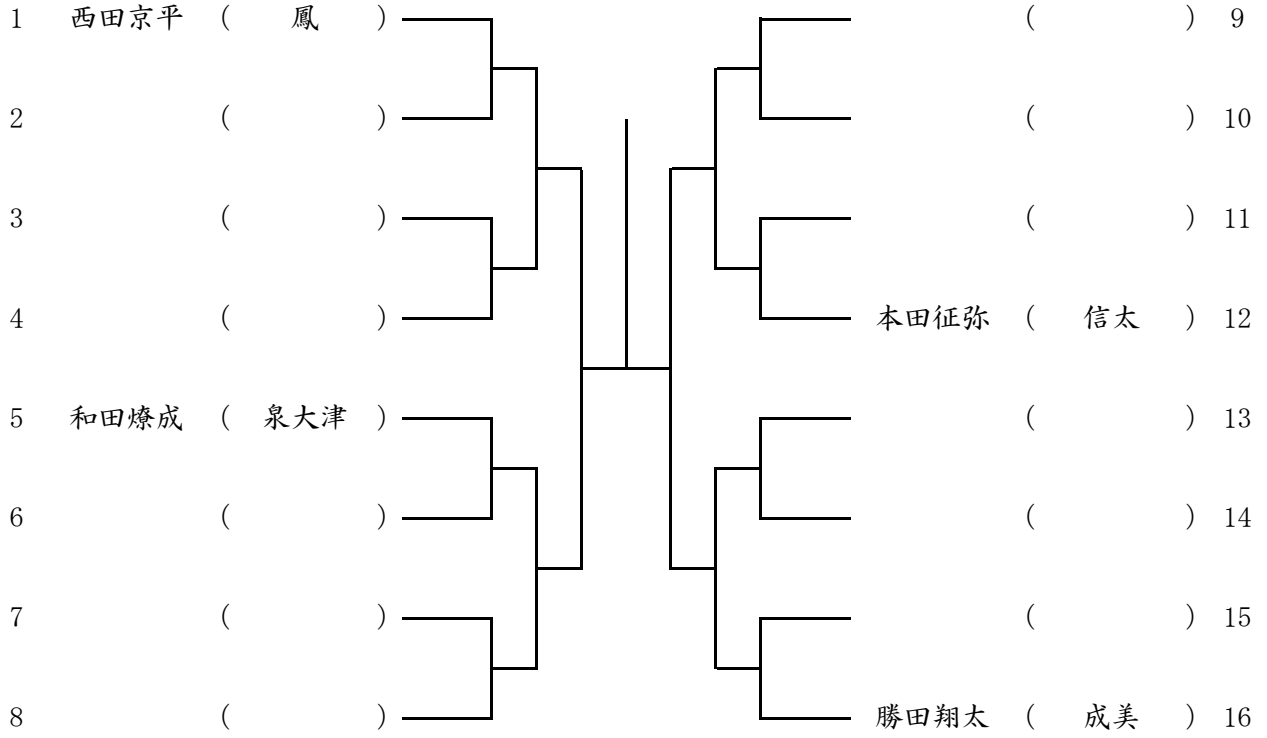 1 西田京平 ( 鳳 )
2 ( )
3 ( )
4 ( )
5 和田燎成 ( 泉大津 )
6 ( )
7 ( )
8 ( )
( ) 9
( ) 10
( ) 11
本田征弥 ( 信太 ) 12
( ) 13
( ) 14
( ) 15
勝田翔太 ( 成美 ) 16